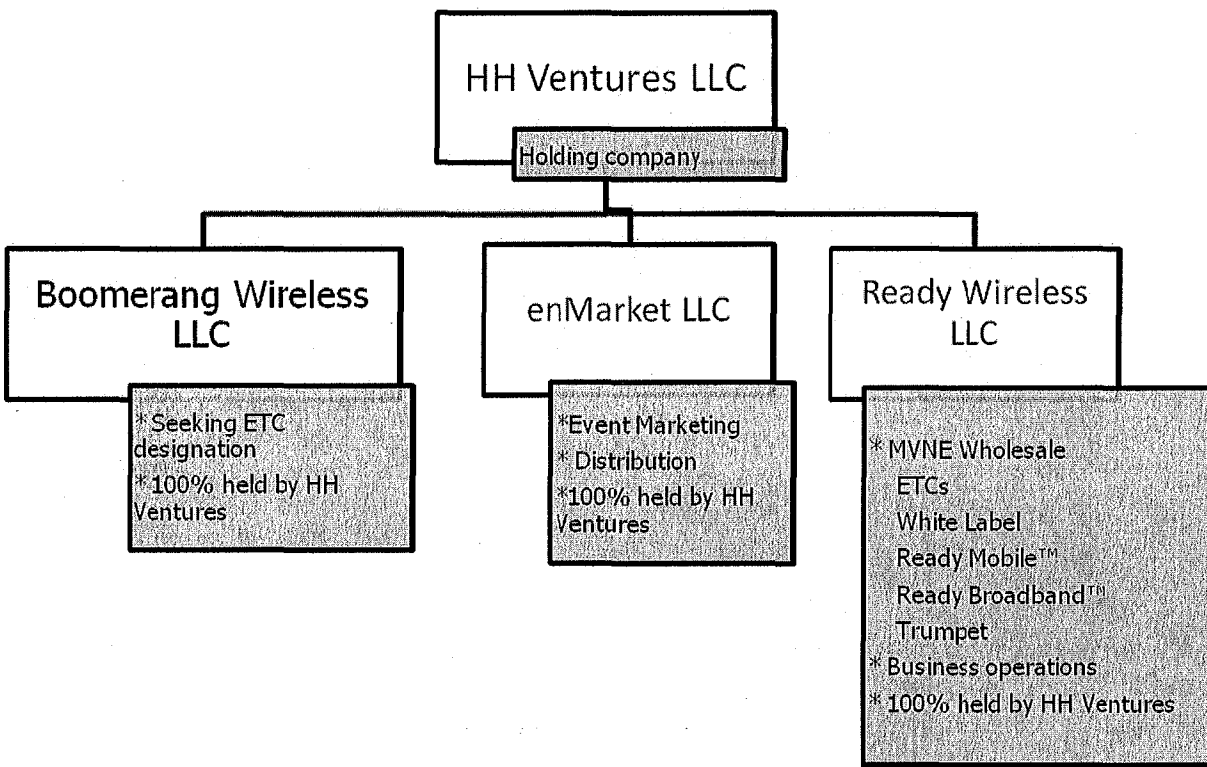 HH Ventures LLC
Holding company
Boomerang Wireless
LLC
* Seeking ETC
designation
* 100% held by HH
Ventures
enMarket LLC
*Event Marketing
* Distribution
*100% held by HH
Ventures
Ready Wireless
LLC
* MVNE Wholesale
ETCs
White Label
Ready Mobile™
Ready Broadband™
Trumpet
* Business operations
* 100% held by HH Ventures